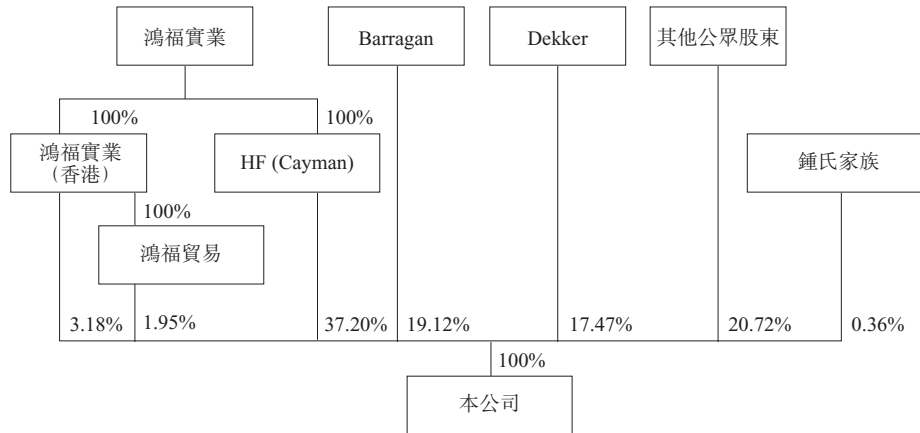 鴻福實業
Barragan
Dekker
其他公眾股東
100%
100%
鴻福實業
（香港）
HF (Cayman)
鍾氏家族
100%
鴻福貿易
3.18%
1.95%
37.20%
19.12%
17.47%
20.72%
0.36%
100%
本公司